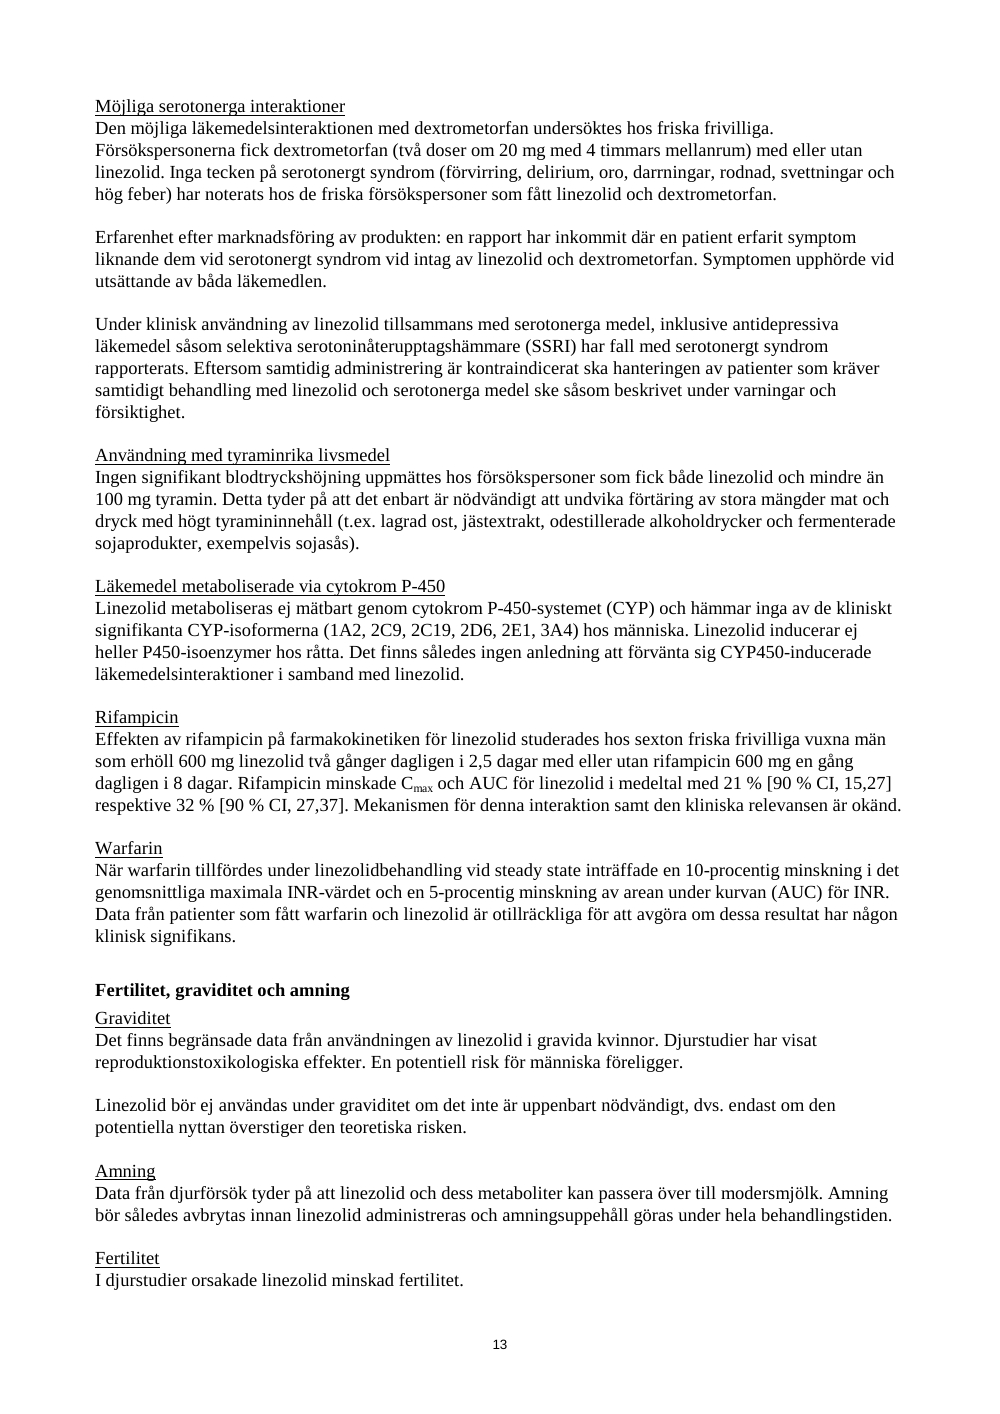 Möjliga serotonerga interaktioner
Den möjliga läkemedelsinteraktionen med dextrometorfan undersöktes hos friska frivilliga.
Försökspersonerna fick dextrometorfan (två doser om 20 mg med 4 timmars mellanrum) med eller utan
linezolid. Inga tecken på serotonergt syndrom (förvirring, delirium, oro, darrningar, rodnad, svettningar och
hög feber) har noterats hos de friska försökspersoner som fått linezolid och dextrometorfan.
Erfarenhet efter marknadsföring av produkten: en rapport har inkommit där en patient erfarit symptom
liknande dem vid serotonergt syndrom vid intag av linezolid och dextrometorfan. Symptomen upphörde vid
utsättande av båda läkemedlen.
Under klinisk användning av linezolid tillsammans med serotonerga medel, inklusive antidepressiva
läkemedel såsom selektiva serotoninåterupptagshämmare (SSRI) har fall med serotonergt syndrom
rapporterats. Eftersom samtidig administrering är kontraindicerat ska hanteringen av patienter som kräver
samtidigt behandling med linezolid och serotonerga medel ske såsom beskrivet under varningar och
försiktighet.
Användning med tyraminrika livsmedel
Ingen signifikant blodtryckshöjning uppmättes hos försökspersoner som fick både linezolid och mindre än
100 mg tyramin. Detta tyder på att det enbart är nödvändigt att undvika förtäring av stora mängder mat och
dryck med högt tyramininnehåll (t.ex. lagrad ost, jästextrakt, odestillerade alkoholdrycker och fermenterade
sojaprodukter, exempelvis sojasås).
Läkemedel metaboliserade via cytokrom P-450
Linezolid metaboliseras ej mätbart genom cytokrom P-450-systemet (CYP) och hämmar inga av de kliniskt
signifikanta CYP-isoformerna (1A2, 2C9, 2C19, 2D6, 2E1, 3A4) hos människa. Linezolid inducerar ej
heller P450-isoenzymer hos råtta. Det finns således ingen anledning att förvänta sig CYP450-inducerade
läkemedelsinteraktioner i samband med linezolid.
Rifampicin
Effekten av rifampicin på farmakokinetiken för linezolid studerades hos sexton friska frivilliga vuxna män
som erhöll 600 mg linezolid två gånger dagligen i 2,5 dagar med eller utan rifampicin 600 mg en gång
dagligen i 8 dagar. Rifampicin minskade Cmax och AUC för linezolid i medeltal med 21 % [90 % CI, 15,27]
respektive 32 % [90 % CI, 27,37]. Mekanismen för denna interaktion samt den kliniska relevansen är okänd.
Warfarin
När warfarin tillfördes under linezolidbehandling vid steady state inträffade en 10-procentig minskning i det
genomsnittliga maximala INR-värdet och en 5-procentig minskning av arean under kurvan (AUC) för INR.
Data från patienter som fått warfarin och linezolid är otillräckliga för att avgöra om dessa resultat har någon
klinisk signifikans.
Fertilitet, graviditet och amning
Graviditet
Det finns begränsade data från användningen av linezolid i gravida kvinnor. Djurstudier har visat
reproduktionstoxikologiska effekter. En potentiell risk för människa föreligger.
Linezolid bör ej användas under graviditet om det inte är uppenbart nödvändigt, dvs. endast om den
potentiella nyttan överstiger den teoretiska risken.
Amning
Data från djurförsök tyder på att linezolid och dess metaboliter kan passera över till modersmjölk. Amning
bör således avbrytas innan linezolid administreras och amningsuppehåll göras under hela behandlingstiden.
Fertilitet
I djurstudier orsakade linezolid minskad fertilitet.
13